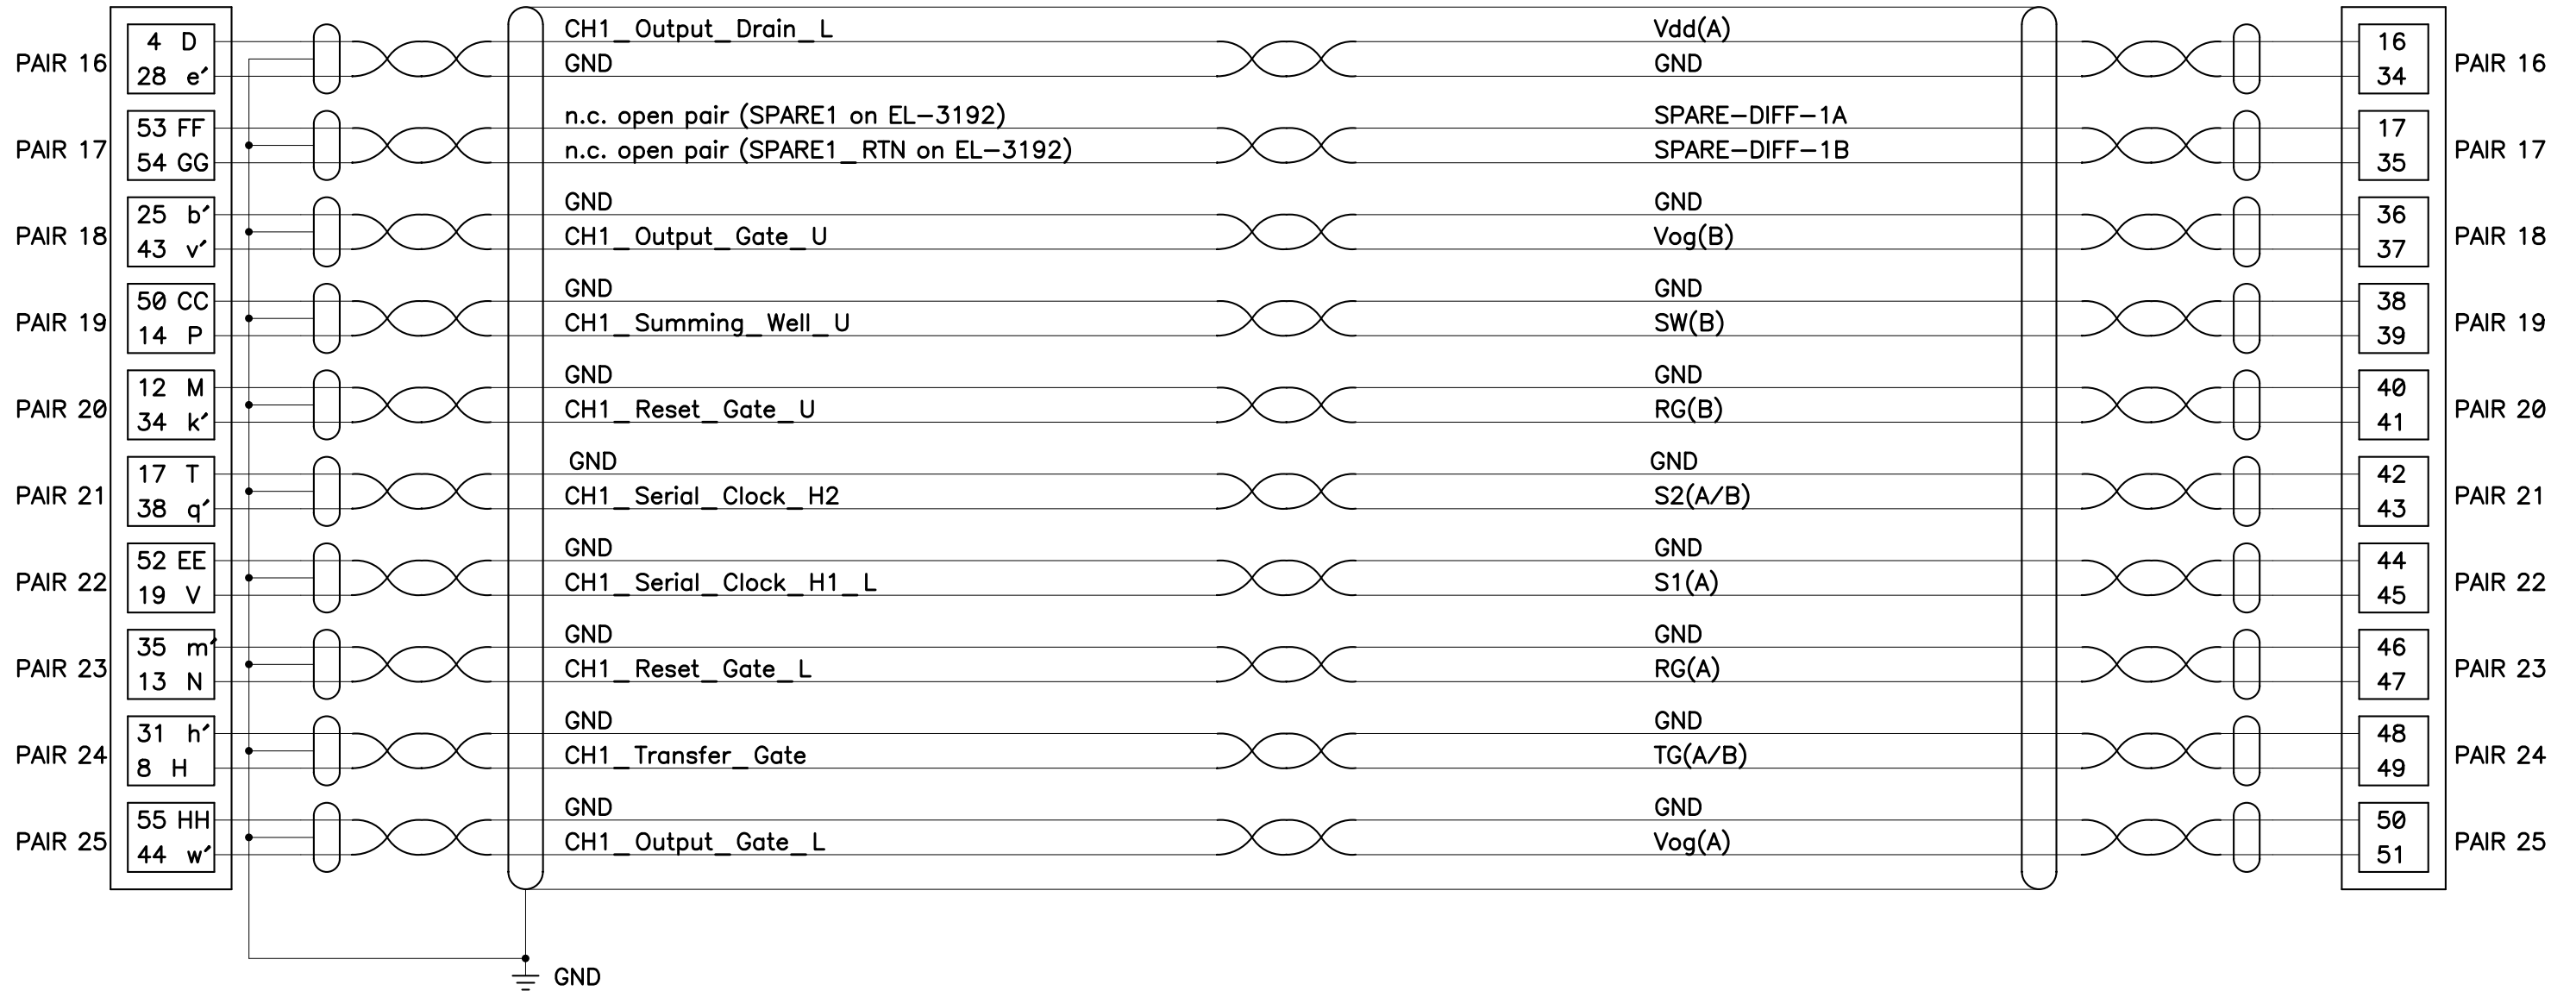 4 D CH1_Output_Drain_L Vdd(A) 16
PAIR 16 PAIR 16
28 e′ GND GND 34
53 FF n.c. open pair (SPARE1 on EL-3192) SPARE-DIFF-1A 17
PAIR 17 PAIR 17
54 GG n.c. open pair (SPARE1_RTN on EL-3192) SPARE-DIFF-1B 35
25 b′ GND GND 36
PAIR 18 PAIR 18
43 v′ CH1_Output_Gate_U Vog(B) 37
50 CC GND GND 38
PAIR 19 PAIR 19
14 P CH1_Summing_Well_U SW(B) 39
12 M GND GND 40
PAIR 20 PAIR 20
34 k′ CH1_Reset_Gate_U RG(B) 41
17 T GND GND 42
PAIR 21 PAIR 21
38 q′ CH1_Serial_Clock_H2 S2(A/B) 43
52 EE GND GND 44
PAIR 22 PAIR 22
19 V CH1_Serial_Clock_H1_L S1(A) 45
35 m′ GND GND 46
PAIR 23 PAIR 23
13 N CH1_Reset_Gate_L RG(A) 47
31 h′ GND GND 48
PAIR 24 PAIR 24
8 H CH1_Transfer_Gate TG(A/B) 49
55 HH GND GND 50
PAIR 25 PAIR 25
44 w′ CH1_Output_Gate_L Vog(A) 51
GND